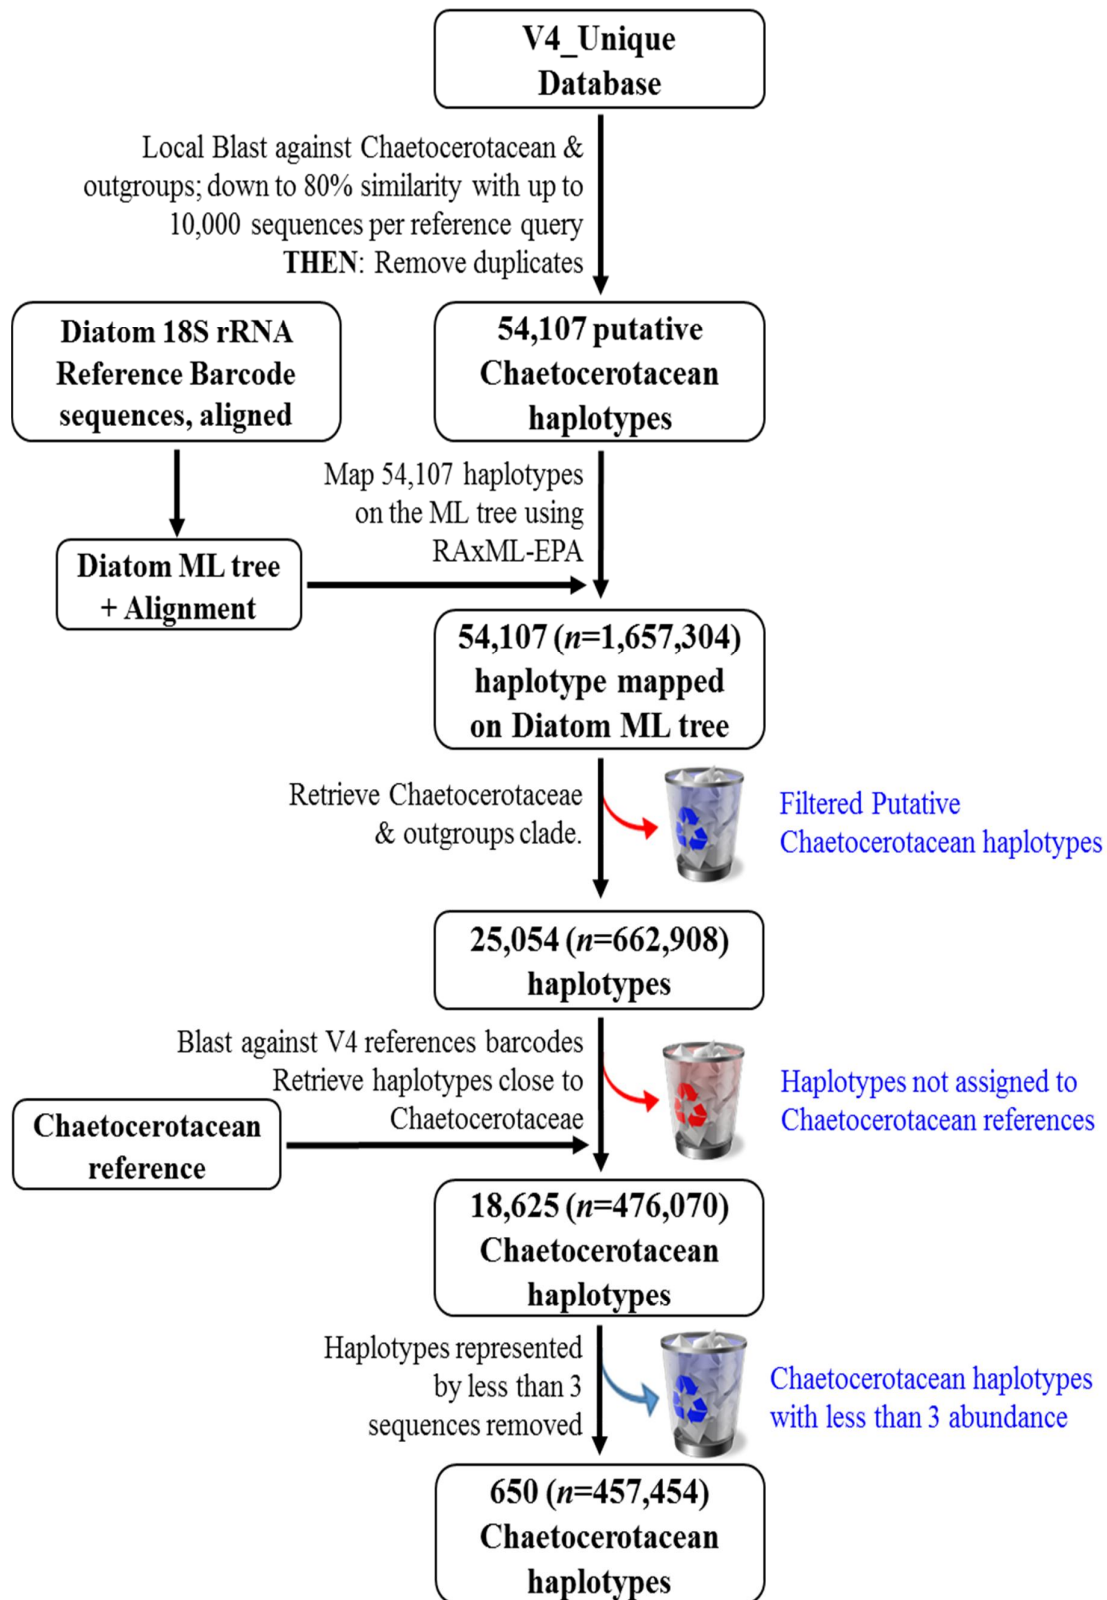 V4_Unique
Database
Local Blast against Chaetocerotacean &
outgroups; down to 80% similarity with up to
10,000 sequences per reference query
THEN: Remove duplicates
Diatom 18S rRNA
Reference Barcode
sequences, aligned
54,107 putative
Chaetocerotacean
haplotypes
Map 54,107 haplotypes
on the ML tree using
RAxML-EPA
Diatom ML tree
+ Alignment
54,107 (n=1,657,304)
haplotype mapped
on Diatom ML tree
Retrieve Chaetocerotaceae
& outgroups clade.
Filtered Putative
Chaetocerotacean haplotypes
25,054 (n=662,908)
haplotypes
Blast against V4 references barcodes
Retrieve haplotypes close to
Chaetocerotaceae
Haplotypes not assigned to
Chaetocerotacean references
Chaetocerotacean
reference
18,625 (n=476,070)
Chaetocerotacean
haplotypes
Haplotypes represented
by less than 3
sequences removed
Chaetocerotacean haplotypes
with less than 3 abundance
650 (n=457,454)
Chaetocerotacean
haplotypes